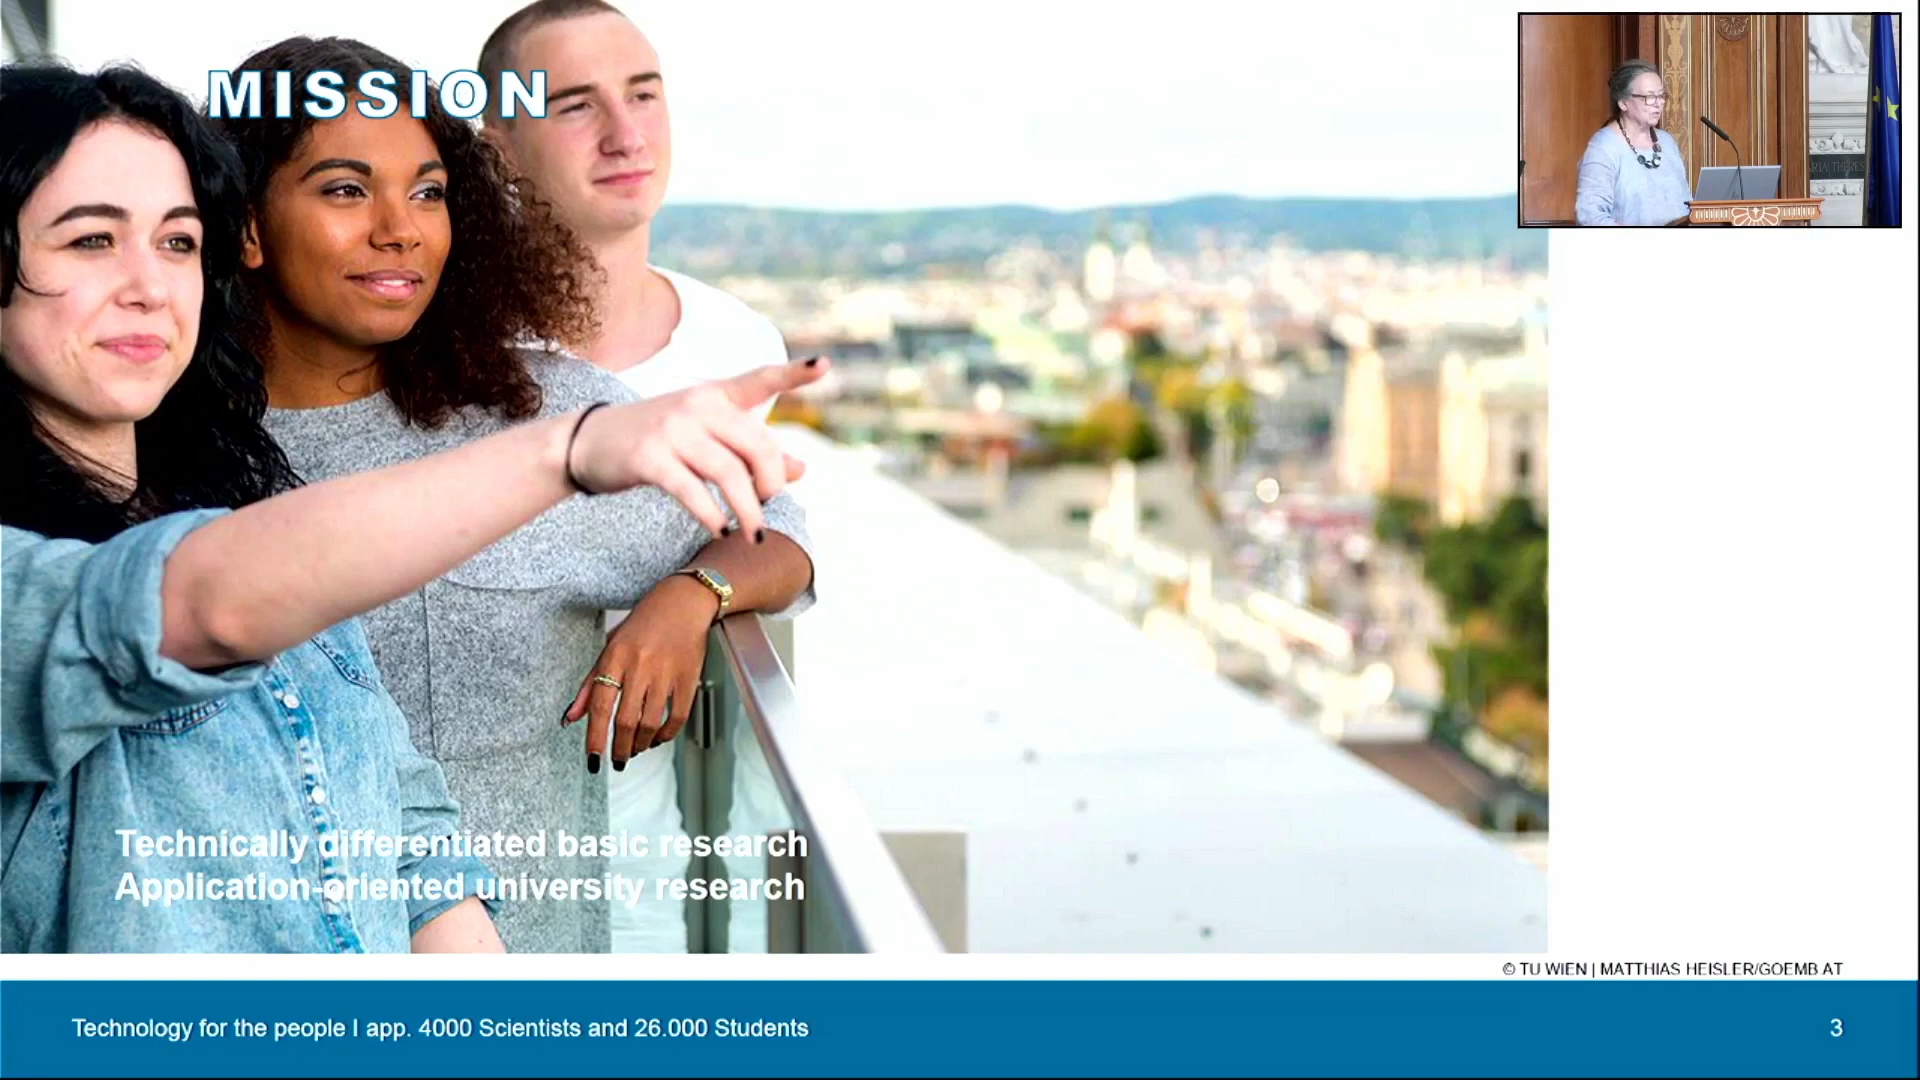 MISSION
Technically differentiated basic research
Application-oriented university research
© TU WIEN | MATTHIAS HEISLER/GOEMB AT
Technology for the people I app. 4000 Scientists and 26.000 Students
3